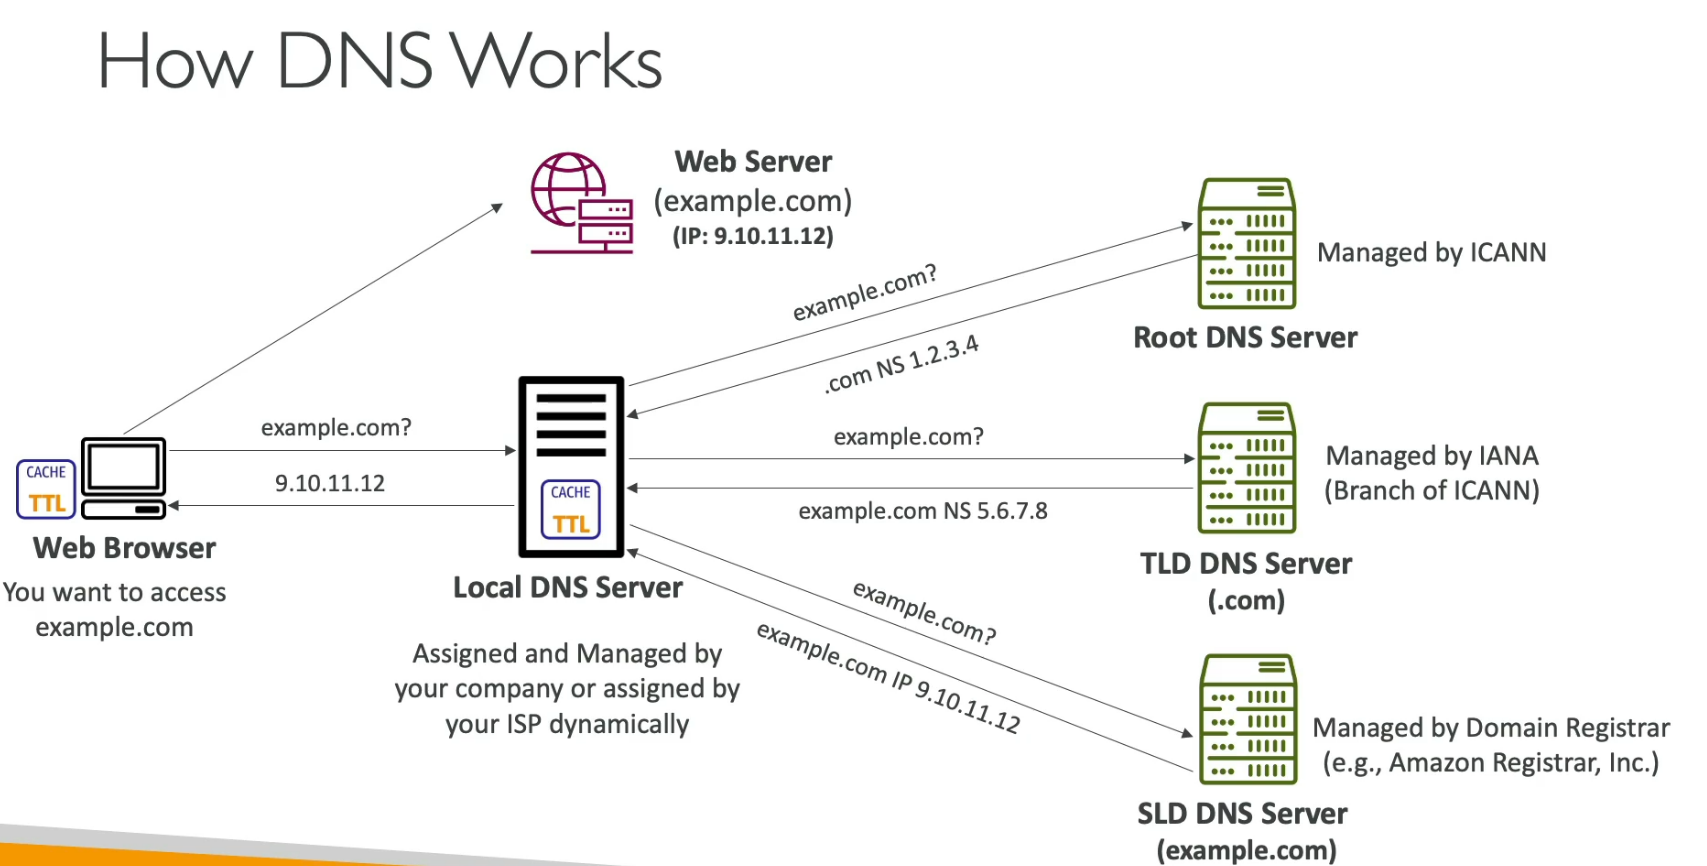 How DNS Works
Web Server
(example.com)
(IP: 9.10.11.12)
Managed by ICANN
Root DNS Server
example.com?
.com NS 1.2.3.4
example.com?
9.10.11.12
CACHE
TTL
Web Browser
You want to access
example.com
CACHE
TTL
Local DNS Server
Assigned and Managed by
your company or assigned by
your ISP dynamically
example.com?
example.com NS 5.6.7.8
Managed by IANA
(Branch of ICANN)
TLD DNS Server
(.com)
example.com?
example.com IP 9.10.11.12
Managed by Domain Registrar
(e.g., Amazon Registrar, Inc.)
SLD DNS Server
(example.com)